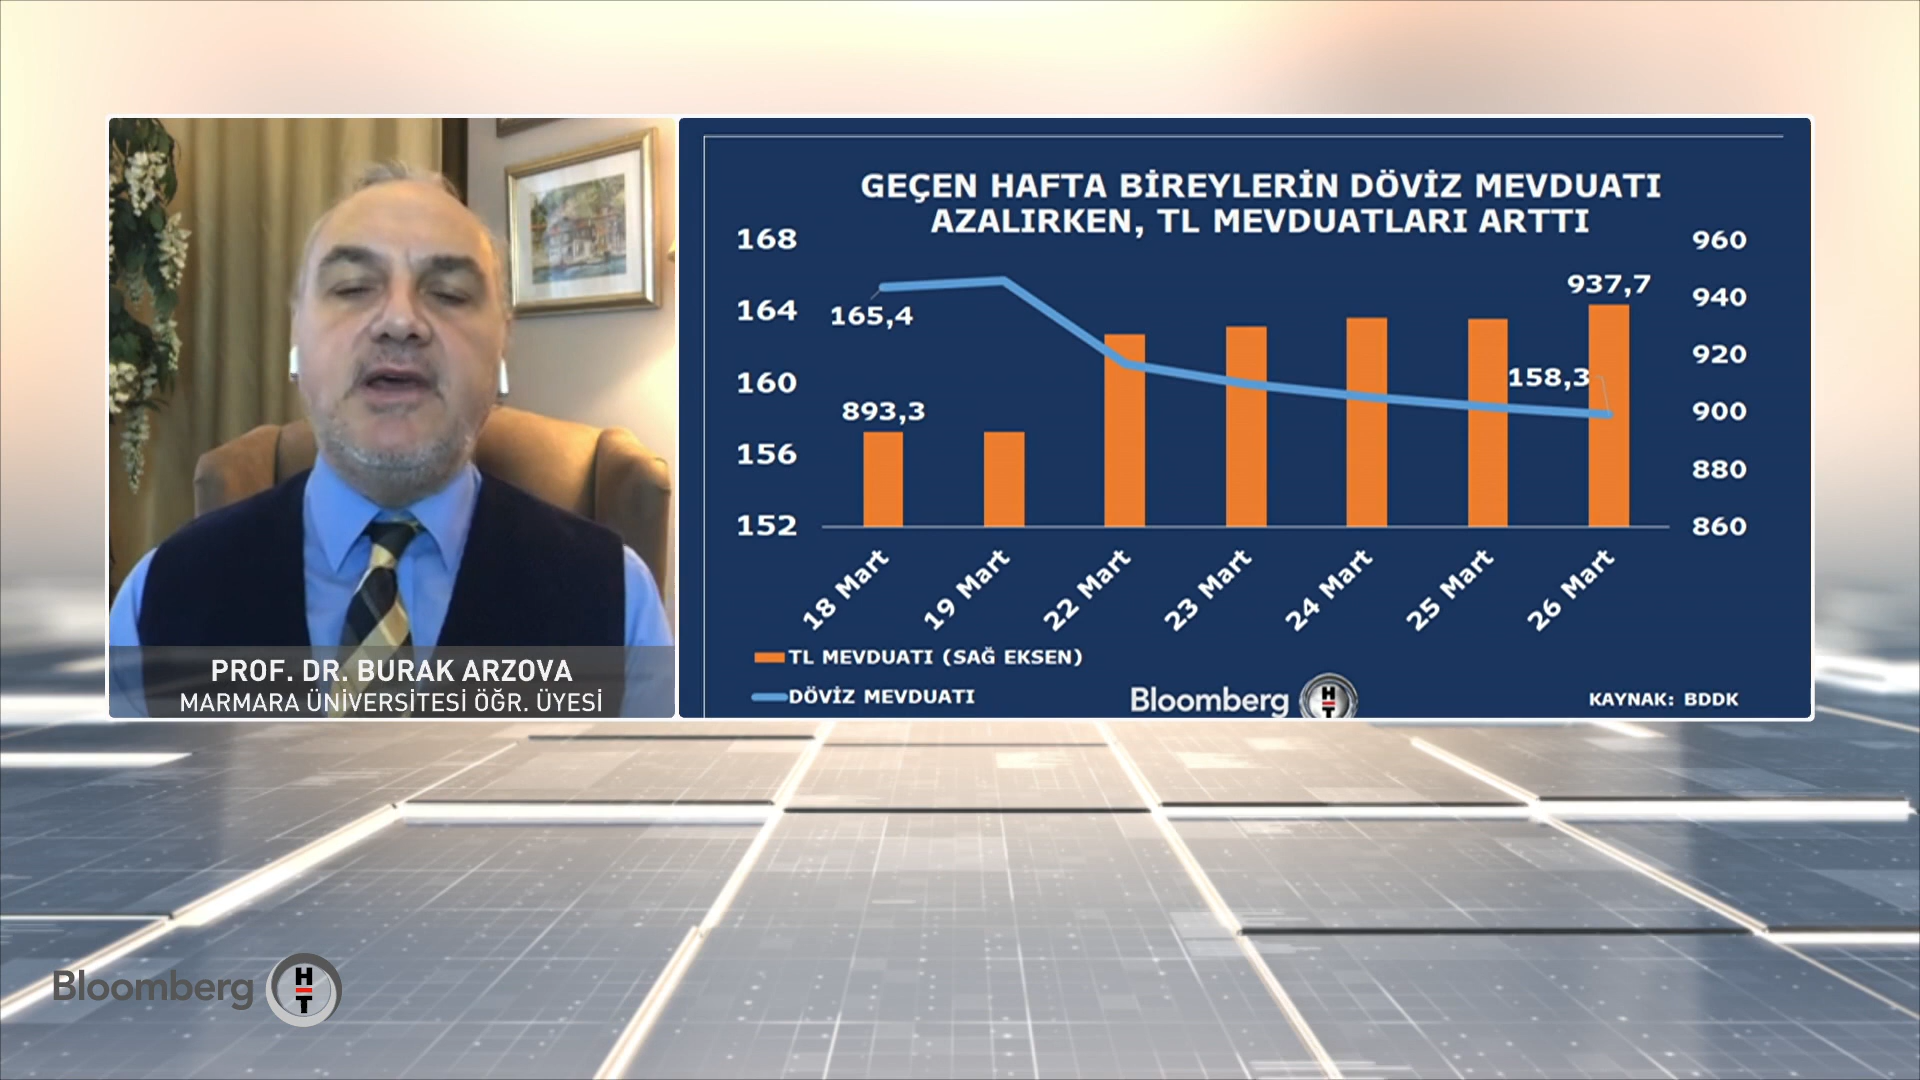 GEÇEN HAFTA BİREYLERİN DÖVİZ MEVDUATI
AZALIRKEN, TL MEVDUATLARI ARTTI
168
164
160
156
152
960
940
920
900
880
860
165,4
893,3
158,3
937,7
18 Mart
19 Mart
22 Mart
23 Mart
24 Mart
25 Mart
26 Mart
TL MEVDUATI (SAĞ EKSEN)
DÖVİZ MEVDUATI
Bloomberg HT
KAYNAK: BDDK
PROF. DR. BURAK ARZOVA
MARMARA ÜNİVERSİTESİ ÖĞR. ÜYESİ
Bloomberg HT